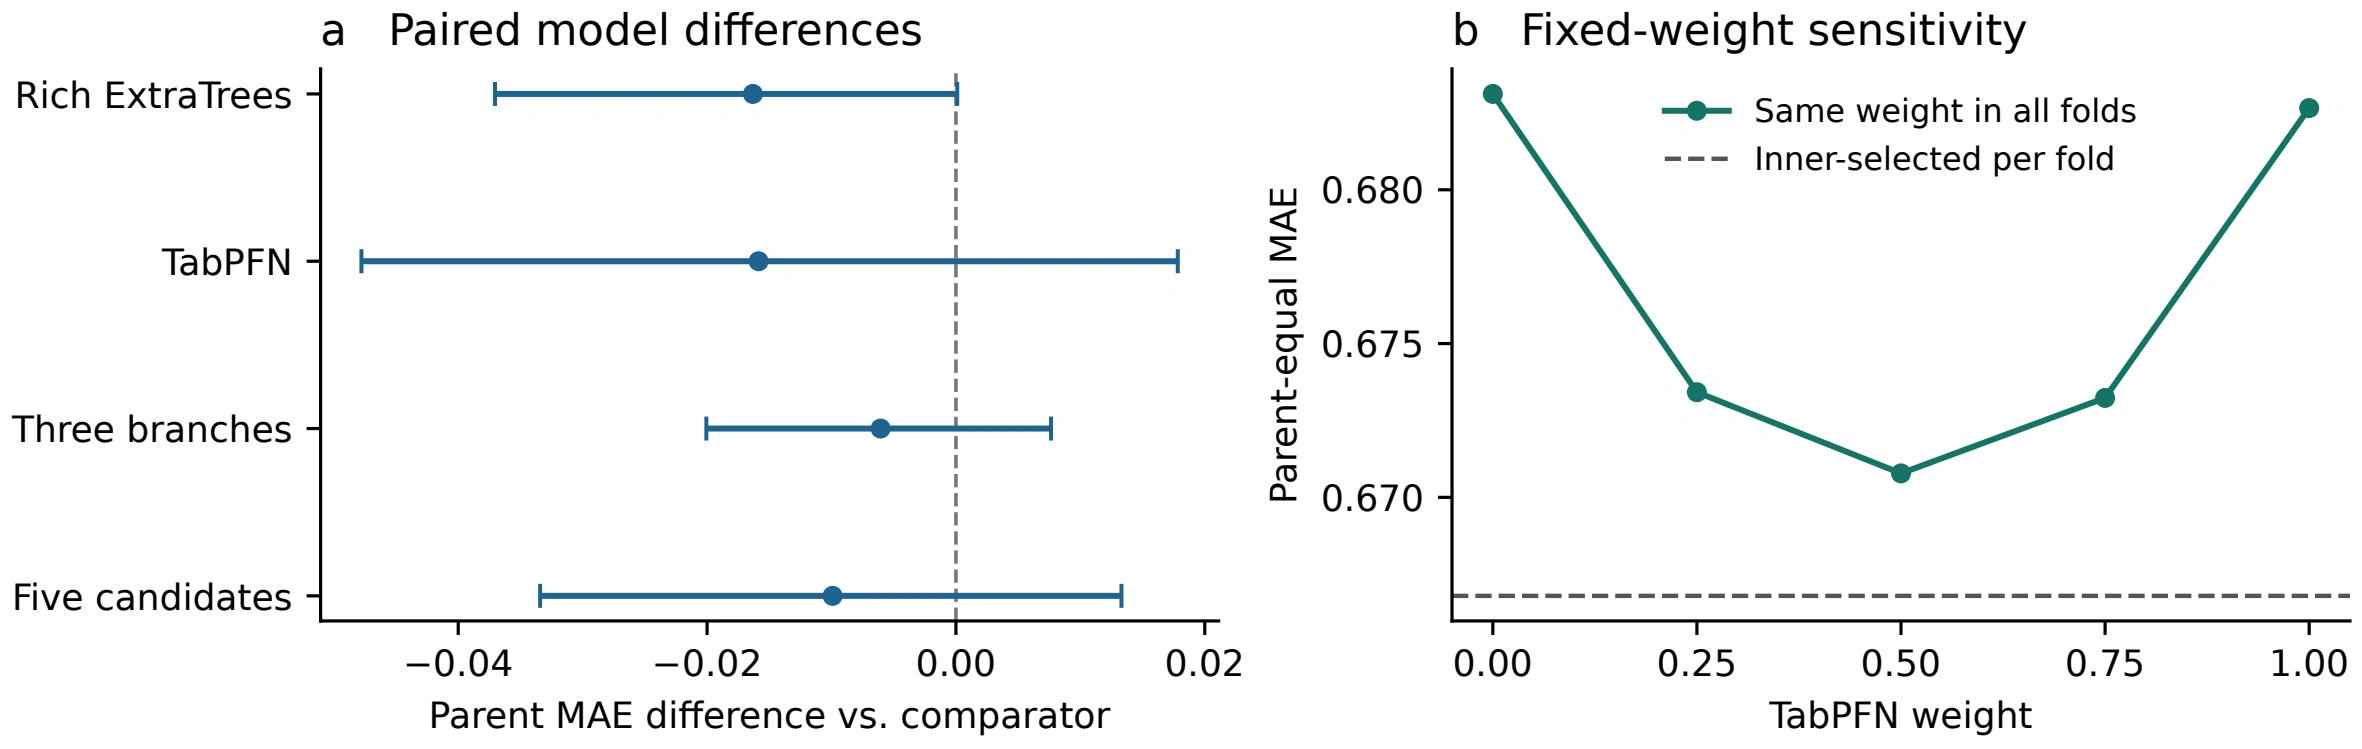 a Paired model differences
Rich ExtraTrees
TabPFN
Three branches
Five candidates
−0.04 −0.02 0.00 0.02
Parent MAE difference vs. comparator
b Fixed-weight sensitivity
Same weight in all folds
Inner-selected per fold
Parent-equal MAE
0.680
0.675
0.670
0.00 0.25 0.50 0.75 1.00
TabPFN weight